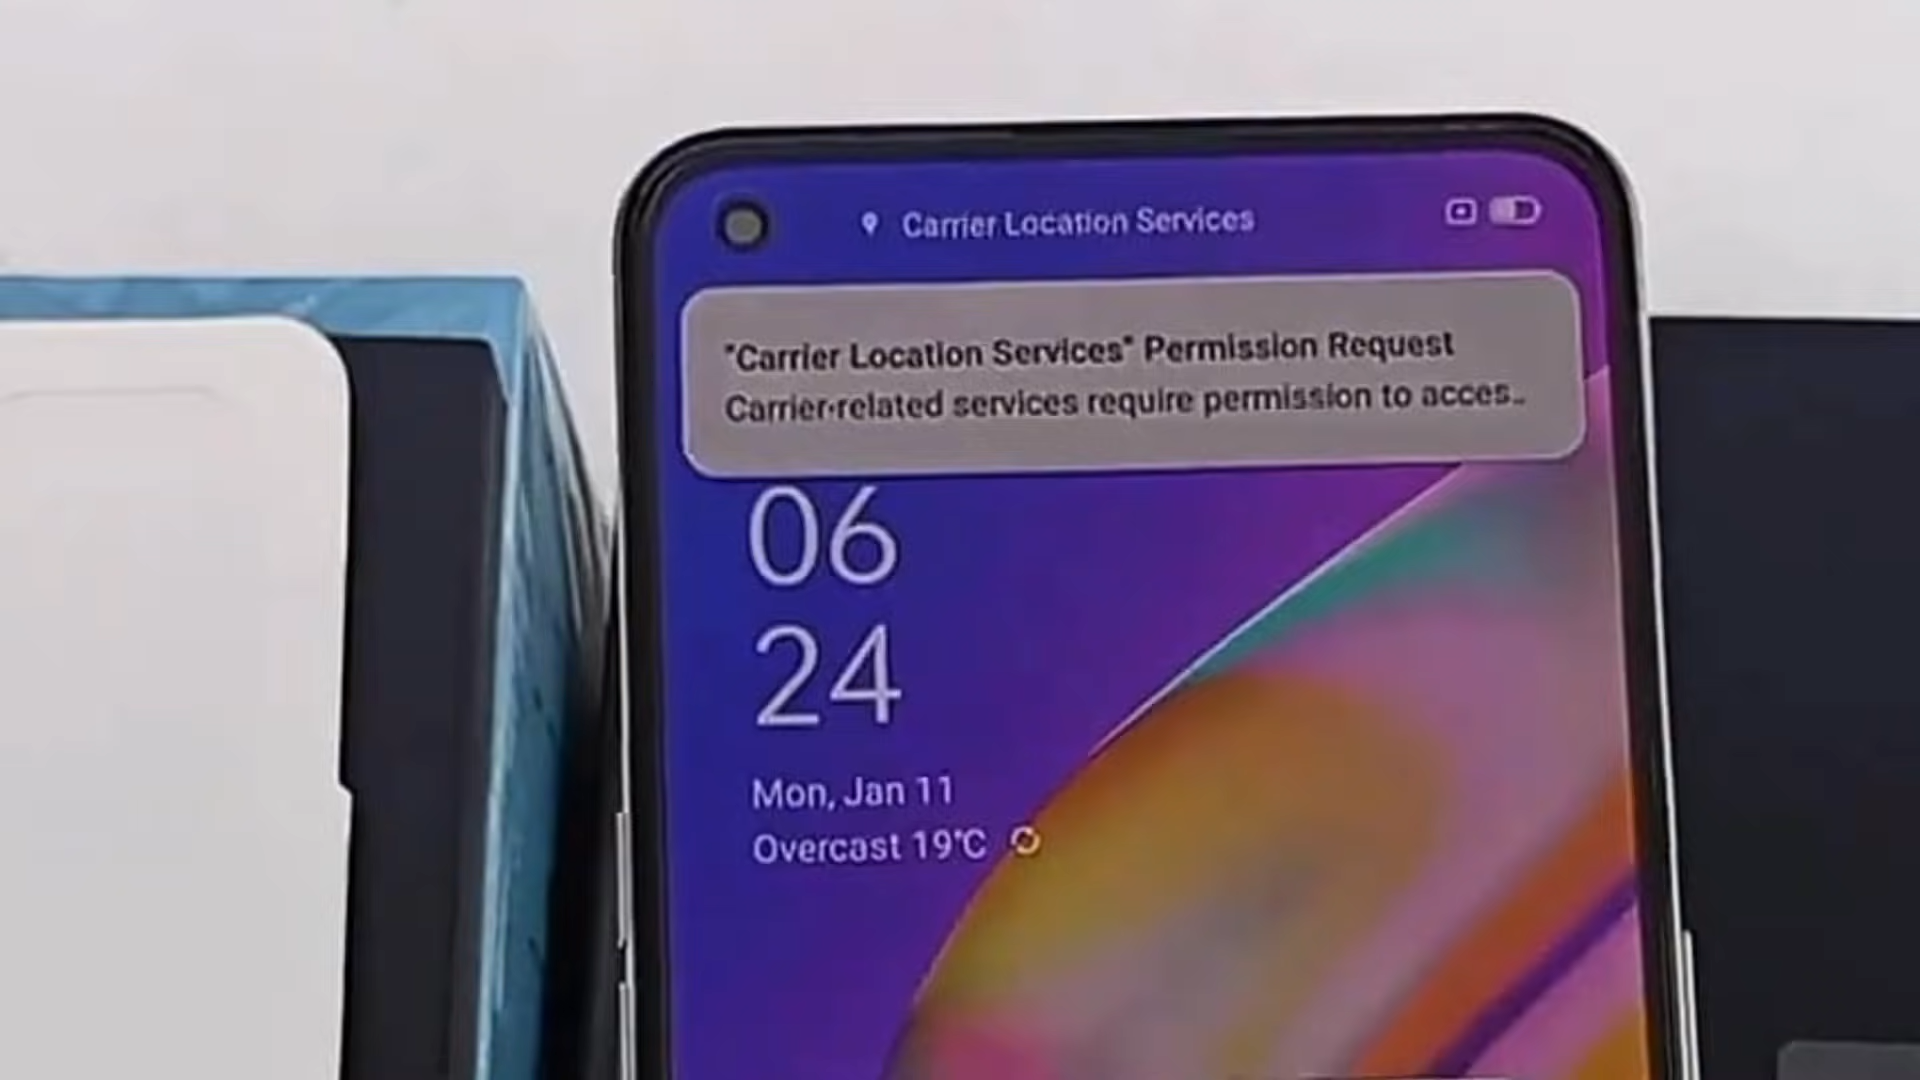 Carrier Location Services
"Carrier Location Services" Permission Request
Carrier-related services require permission to acces..
06
24
Mon, Jan 11
Overcast 19°C